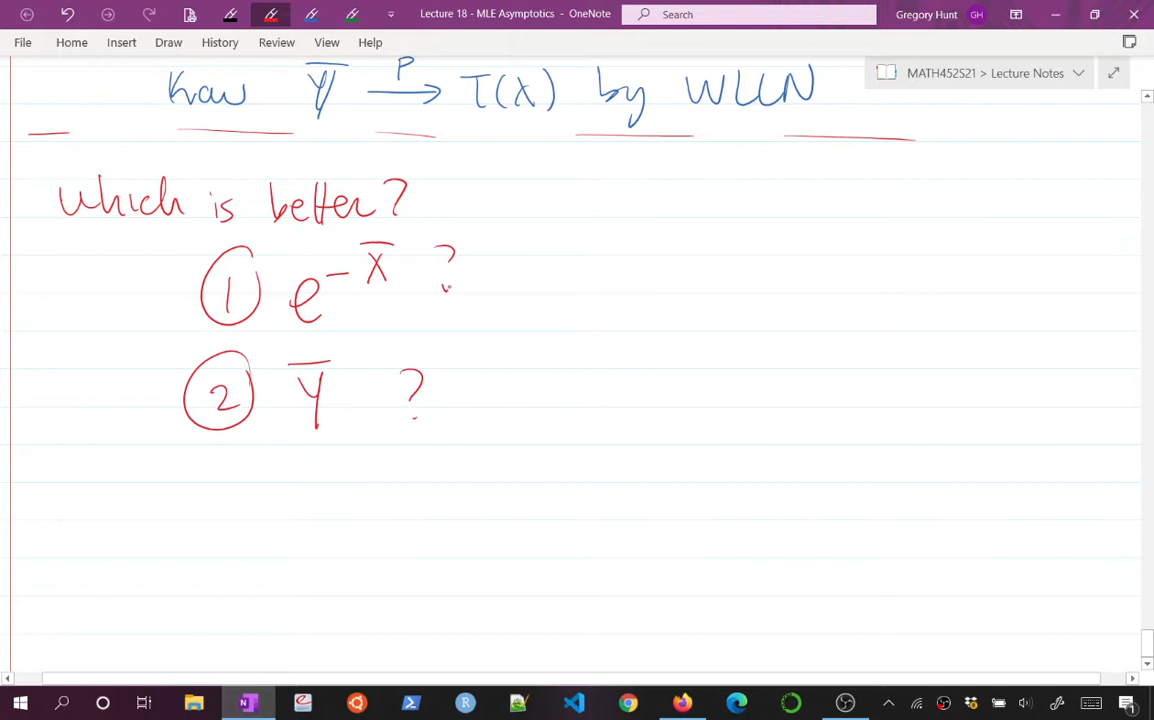 Lecture 18 - MLE Asymptotics - OneNote
Search
Gregory Hunt GH
File Home Insert Draw History Review View Help
MATH452S21 > Lecture Notes
Know Y̅ →ᴾ T(λ) by WLLN
Which is better?
① e^{-X̅} ?
② Y̅ ?